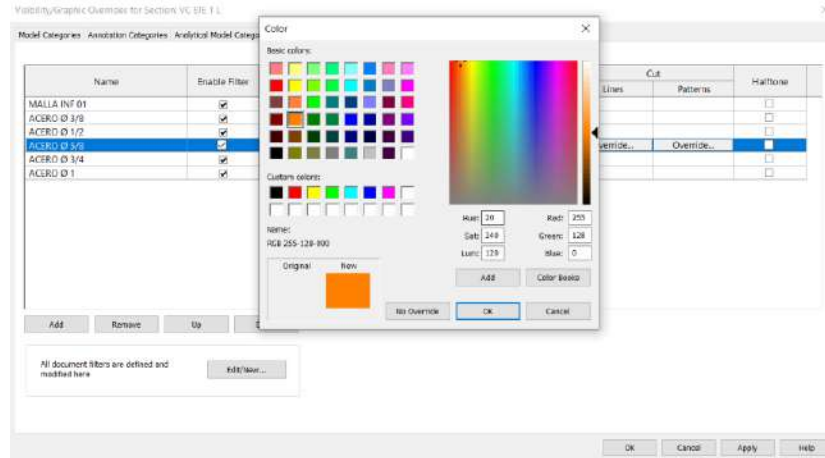 Visibility/Graphic Overrides for Section: VC EJE 1 L
Model Categories Annotation Categories Analytical Model Catego
Name Enable Filter
Cut
Lines Patterns Halftone
MALLA INF 01
ACERO Ø 3/8
ACERO Ø 1/2
ACERO Ø 5/8
verride... Override...
ACERO Ø 3/4
ACERO Ø 1
Add Remove Up
All document filters are defined and
modified here
Edit/New...
OK Cancel Apply Help
Color
Basic colors:
Custom colors:
Name:
RGB 255-128-000
Original New
Hue: 20 Red: 255
Sat: 240 Green: 128
Lum: 120 Blue: 0
Add Color Books
No Override OK Cancel